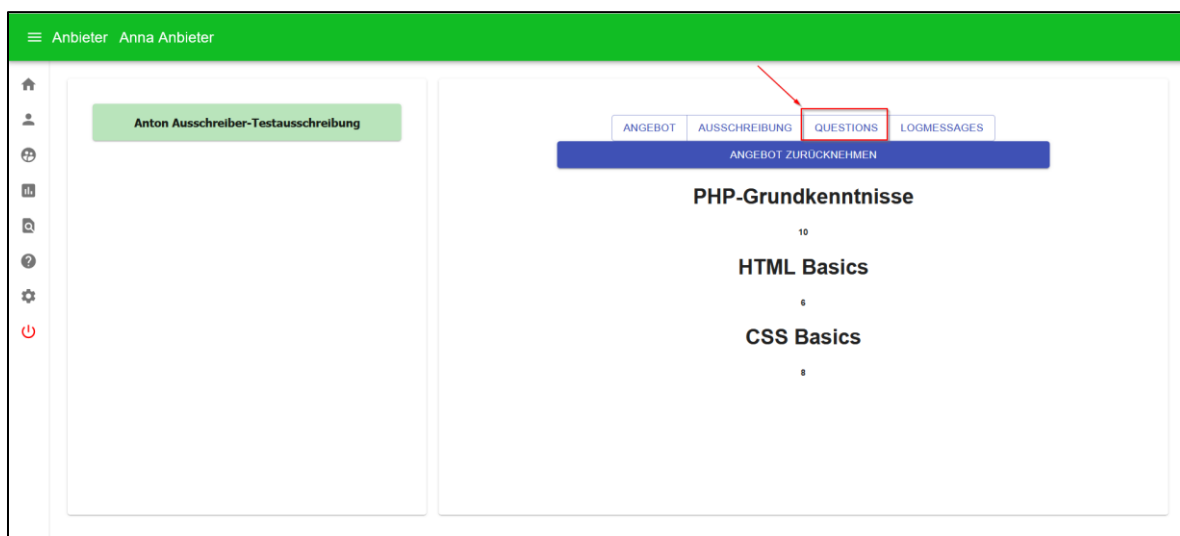 Anbieter Anna Anbieter
Anton Ausschreiber-Testausschreibung
ANGEBOT AUSSCHREIBUNG QUESTIONS LOGMESSAGES
ANGEBOT ZURÜCKNEHMEN
PHP-Grundkenntnisse
10
HTML Basics
6
CSS Basics
8